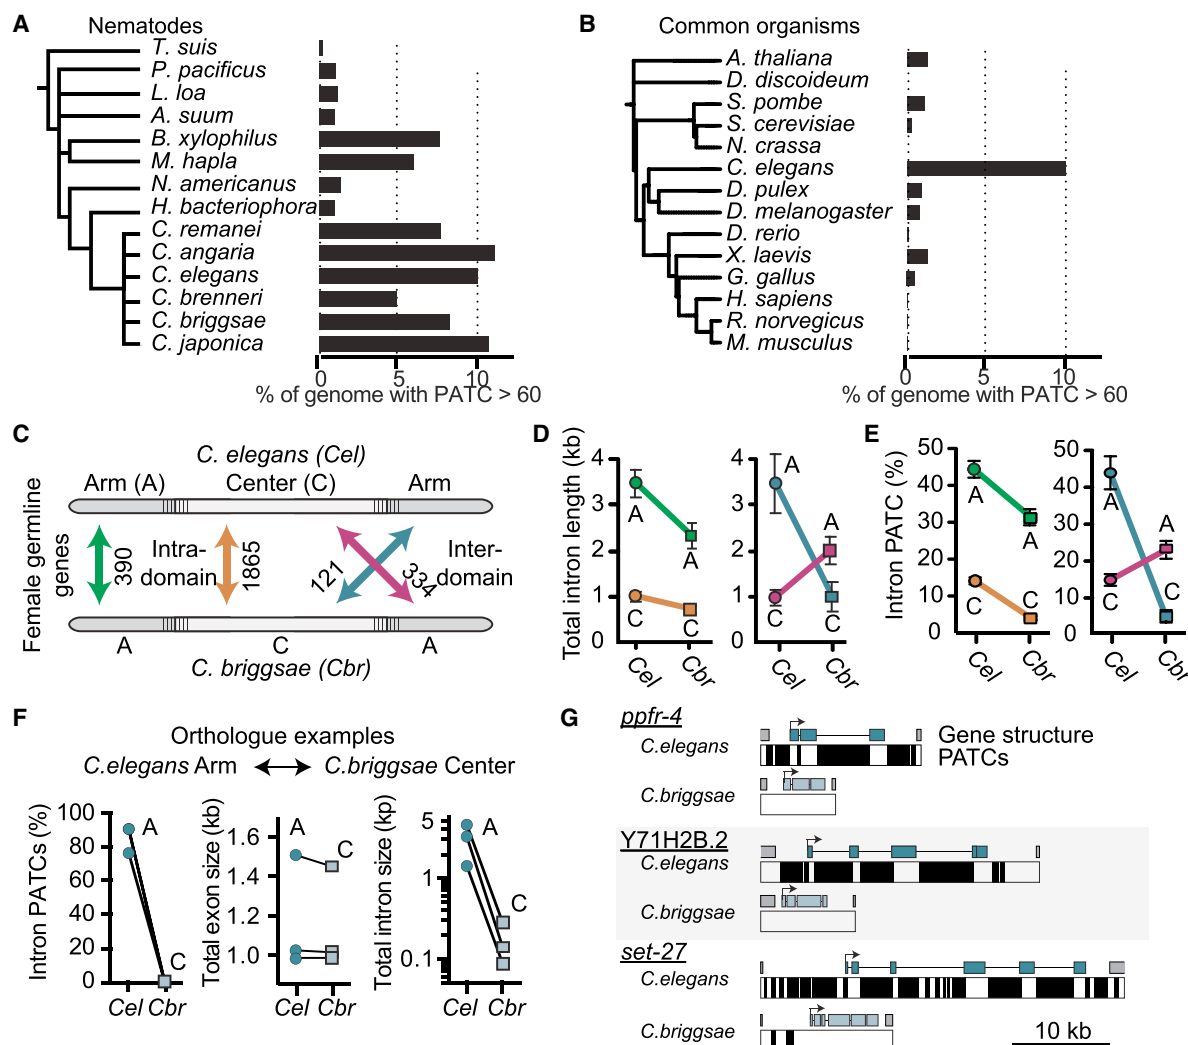 A
Nematodes
T. suis
P. pacificus
L. loa
A. suum
B. xylophilus
M. hapla
N. americanus
H. bacteriophora
C. remanei
C. angaria
C. elegans
C. brenneri
C. briggsae
C. japonica
0 5 10
% of genome with PATC > 60
B
Common organisms
A. thaliana
D. discoideum
S. pombe
S. cerevisiae
N. crassa
C. elegans
D. pulex
D. melanogaster
D. rerio
X. laevis
G. gallus
H. sapiens
R. norvegicus
M. musculus
0 5 10
% of genome with PATC > 60
C
C. elegans (Cel)
Arm (A) Center (C) Arm
Female germline genes
390
Intra-domain
1865
121
334
Inter-domain
A C A
C. briggsae (Cbr)
D
Total intron length (kb)
4
3
2
1
0
A
A
C
C
Cel Cbr
4
3
2
1
0
A
A
C
C
Cel Cbr
E
Intron PATC (%)
50
40
30
20
10
0
A
A
C
C
Cel Cbr
50
40
30
20
10
0
A
A
C
C
Cel Cbr
F
Orthologue examples
C.elegans Arm C.briggsae Center
Intron PATCs (%)
100
80
60
40
20
0
A
C
Cel Cbr
Total exon size (kb)
1.6
1.4
1.2
1.0
A
C
Cel Cbr
Total intron size (kp)
5
1
0.1
A
C
Cel Cbr
G
ppfr-4
C.elegans
Gene structure
PATCs
C.briggsae
Y71H2B.2
C.elegans
C.briggsae
set-27
C.elegans
C.briggsae
10 kb